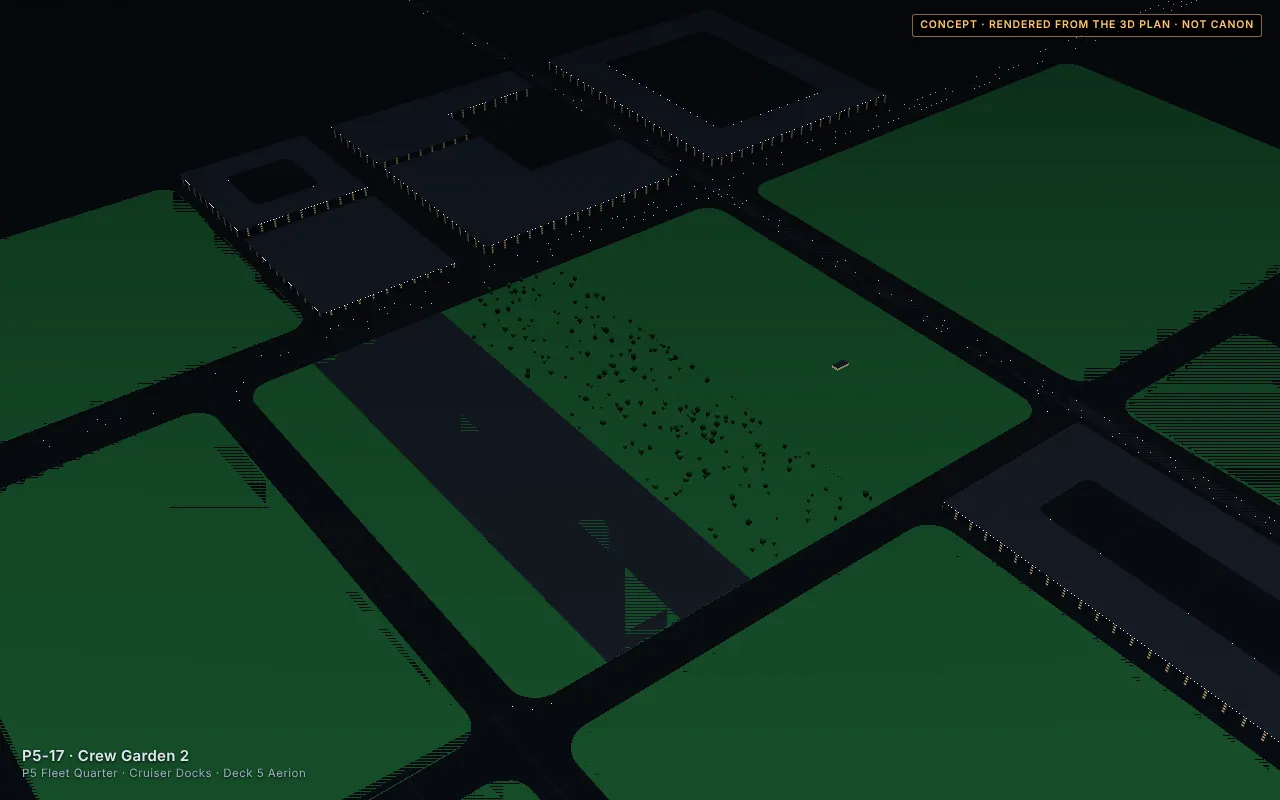 CONCEPT · RENDERED FROM THE 3D PLAN · NOT CANON
P5-17 · Crew Garden 2
P5 Fleet Quarter · Cruiser Docks · Deck 5 Aerion